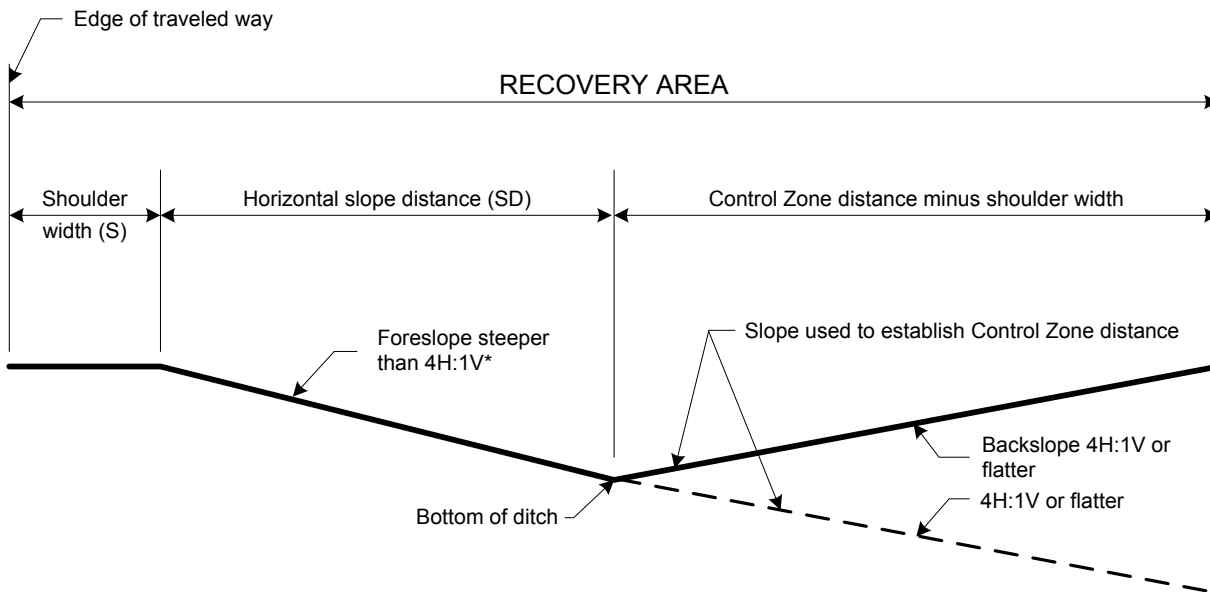 Edge of traveled way
RECOVERY AREA
Shoulder
width (S)
Horizontal slope distance (SD)
Control Zone distance minus shoulder width
Foreslope steeper
than 4H:1V*
Slope used to establish Control Zone distance
Backslope 4H:1V or
flatter
4H:1V or flatter
Bottom of ditch